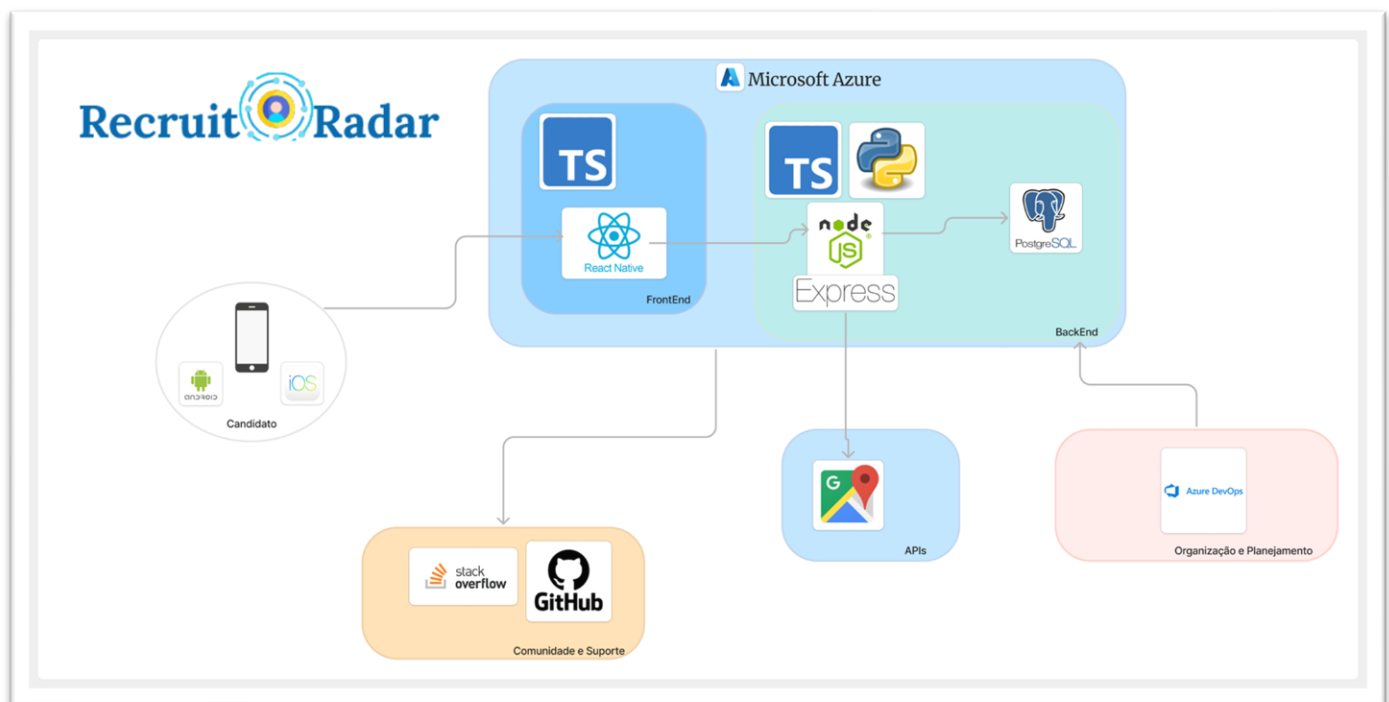 Recruit Radar
Microsoft Azure
TS
React Native
FrontEnd
TS
node
JS
®
Express
PostgreSQL
BackEnd
ANDROID
iOS
Candidato
G
APIs
Azure DevOps
Organização e Planejamento
stack
overflow
GitHub
Comunidade e Suporte